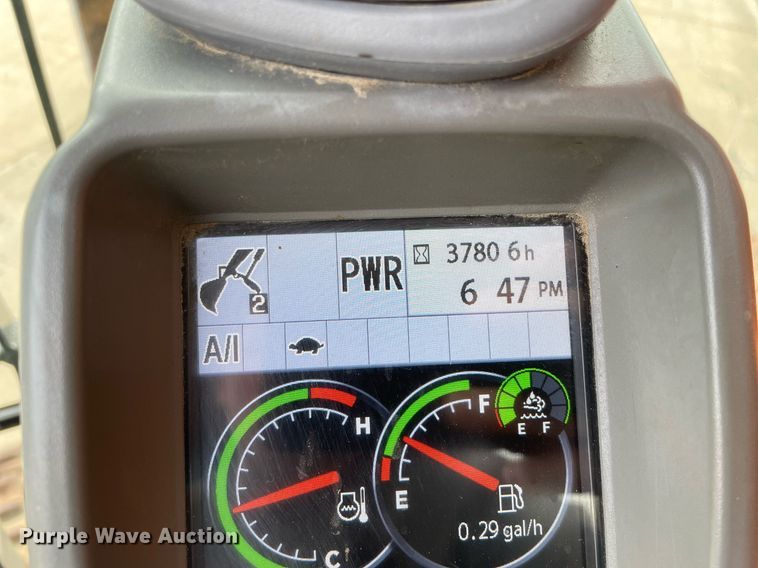 PWR
3780 6h
2
6 47 PM
A/I
H
F
E F
E
0.29 gal/h
C
Purple Wave Auction